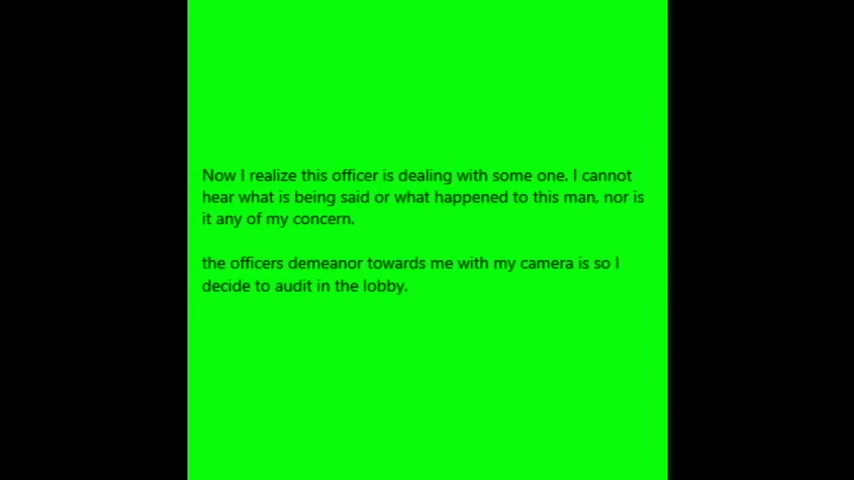 Now I realize this officer is dealing with some one. I cannot
hear what is being said or what happened to this man, nor is
it any of my concern.
the officers demeanor towards me with my camera is so I
decide to audit in the lobby.